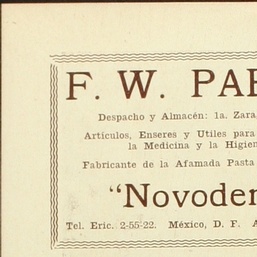 F. W. PAB
Despacho y Almacén: 1a. Zara
Artículos, Enseres y Utiles para
la Medicina y la Higien
Fabricante de la Afamada Pasta
“Novoden
Tel. Eric. 2-55-22. México, D. F. A